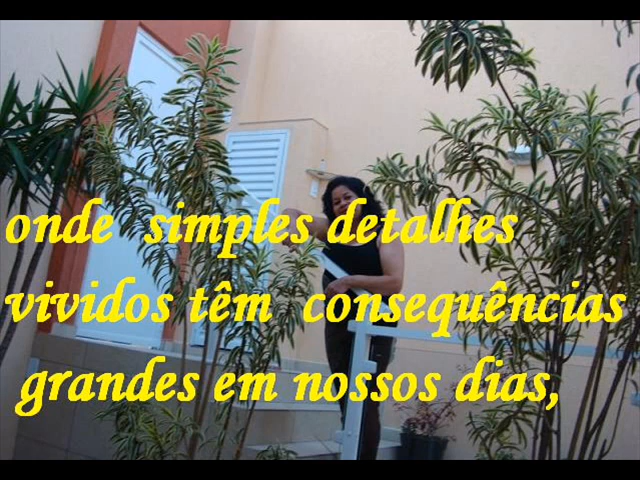 onde simples detalhes
vividos têm consequências
grandes em nossos dias,